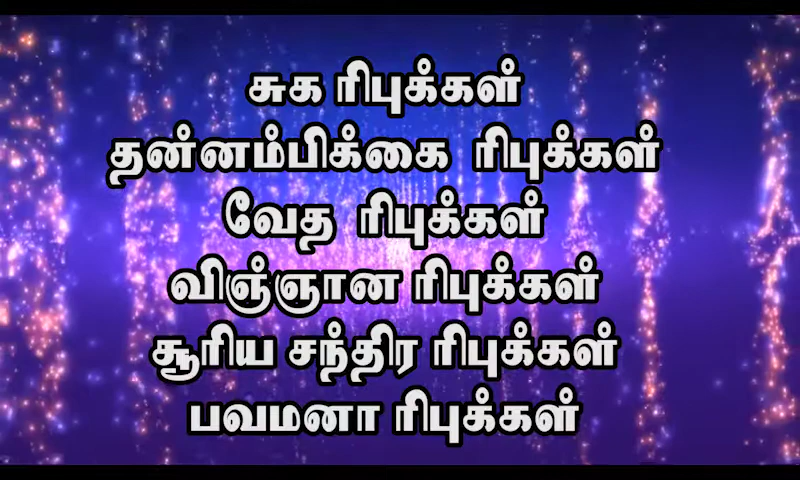 சுக ரிபுக்கள்
தன்னம்பிக்கை ரிபுக்கள்
வேத ரிபுக்கள்
விஞ்ஞான ரிபுக்கள்
சூரிய சந்திர ரிபுக்கள்
பவமனா ரிபுக்கள்